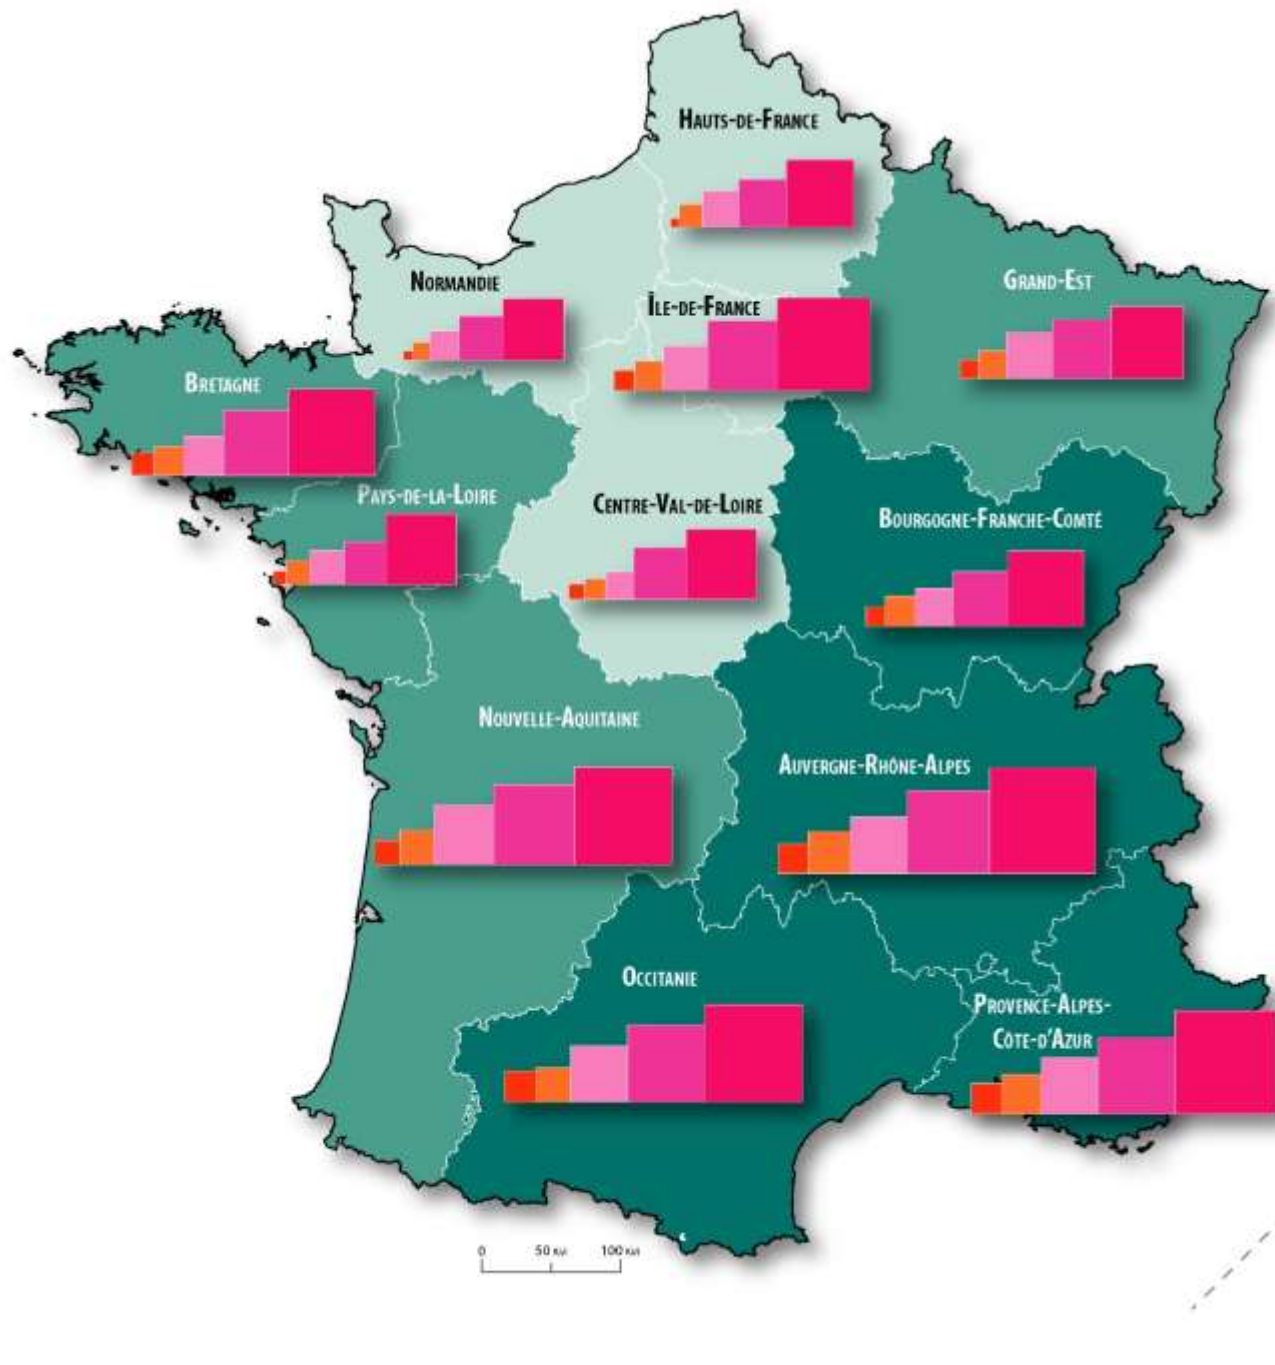 Hauts-de-France
Normandie
Île-de-France
Grand-Est
Bretagne
Pays-de-la-Loire
Centre-Val-de-Loire
Bourgogne-Franche-Comté
Nouvelle-Aquitaine
Auvergne-Rhône-Alpes
Occitanie
Provence-Alpes-
Côte-d'Azur
0 50 km 100 km